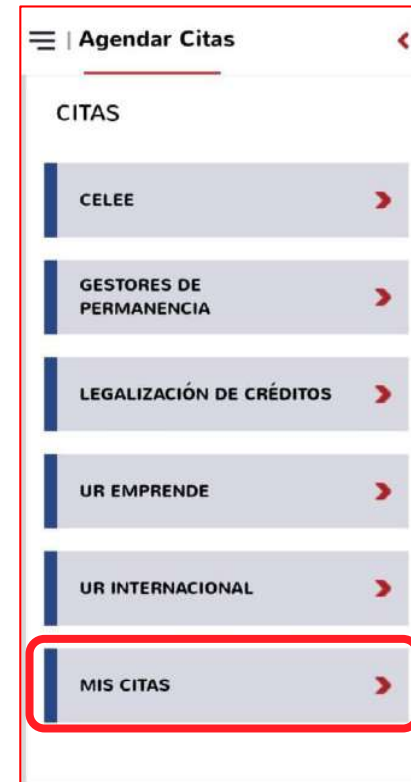 | Agendar Citas
CITAS
CELEE
GESTORES DE
PERMANENCIA
LEGALIZACIÓN DE CRÉDITOS
UR EMPRENDE
UR INTERNACIONAL
MIS CITAS